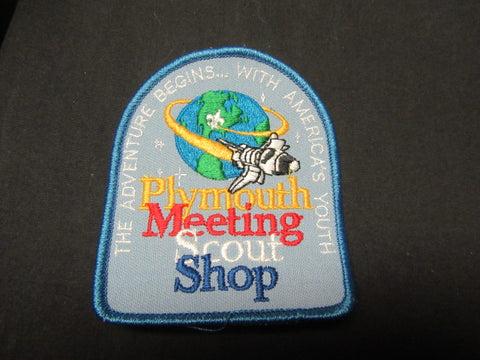 THE ADVENTURE BEGINS... WITH AMERICA'S YOUTH
Plymouth
Meeting
Scout
Shop